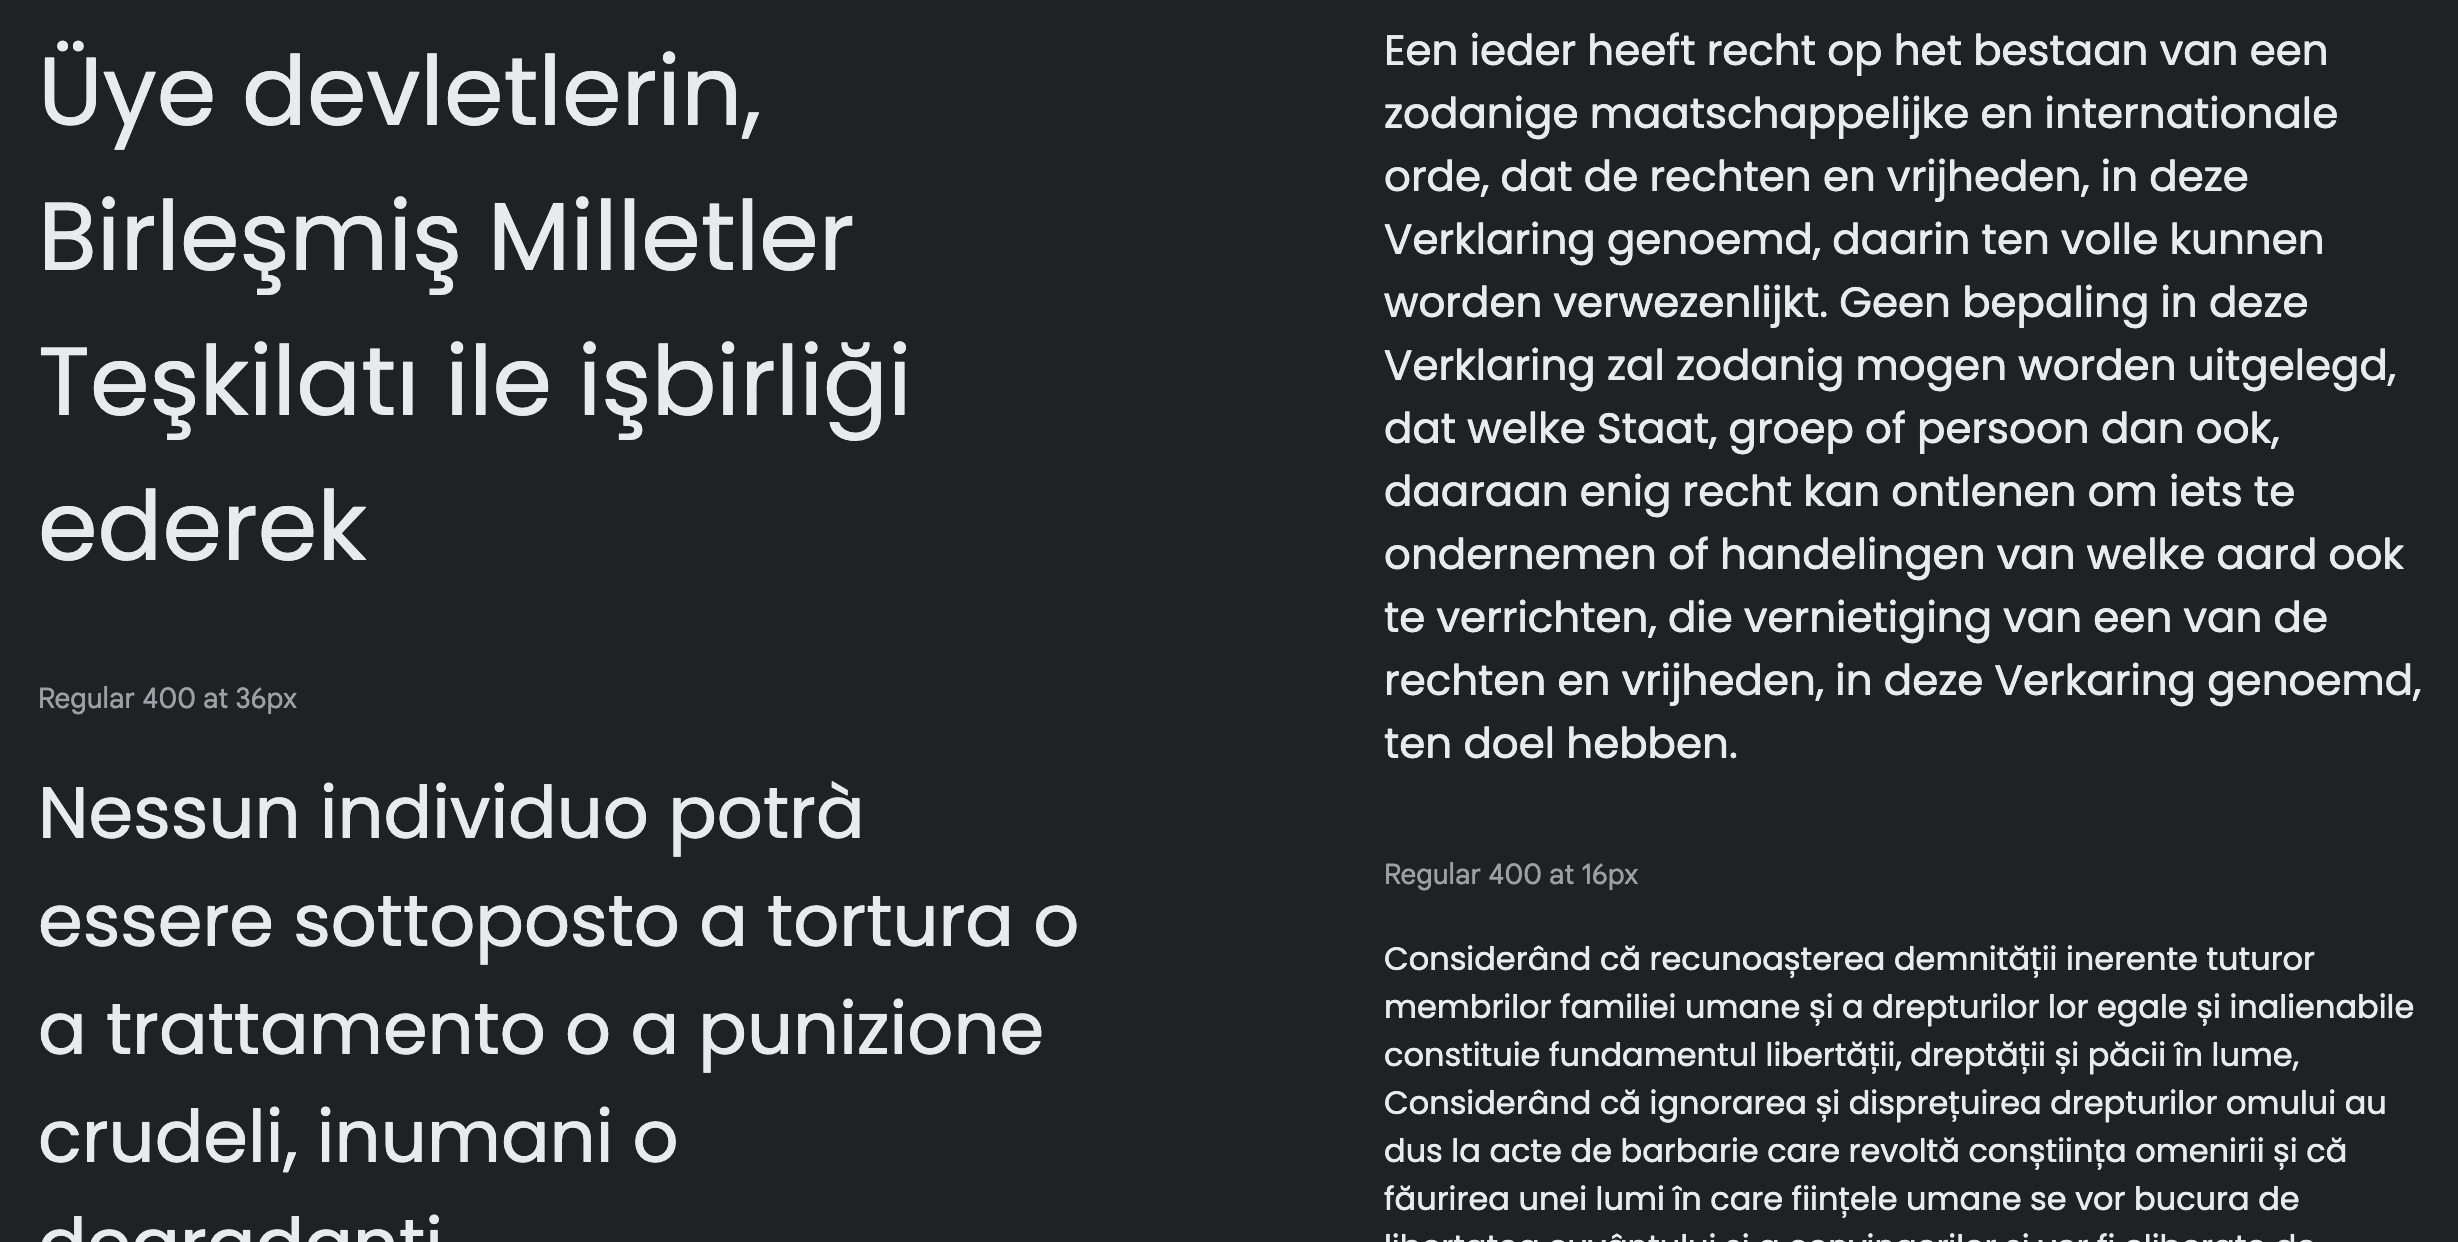 Üye devletlerin,
Birleşmiş Milletler
Teşkilatı ile işbirliği
ederek
Regular 400 at 36px
Nessun individuo potrà
essere sottoposto a tortura o
a trattamento o a punizione
crudeli, inumani o
degradanti
Een ieder heeft recht op het bestaan van een
zodanige maatschappelijke en internationale
orde, dat de rechten en vrijheden, in deze
Verklaring genoemd, daarin ten volle kunnen
worden verwezenlijkt. Geen bepaling in deze
Verklaring zal zodanig mogen worden uitgelegd,
dat welke Staat, groep of persoon dan ook,
daaraan enig recht kan ontlenen om iets te
ondernemen of handelingen van welke aard ook
te verrichten, die vernietiging van een van de
rechten en vrijheden, in deze Verkaring genoemd,
ten doel hebben.
Regular 400 at 16px
Considerând că recunoașterea demnității inerente tuturor
membrilor familiei umane și a drepturilor lor egale și inalienabile
constituie fundamentul libertății, dreptății și păcii în lume,
Considerând că ignorarea și disprețuirea drepturilor omului au
dus la acte de barbarie care revoltă conștiința omenirii și că
făurirea unei lumi în care ființele umane se vor bucura de